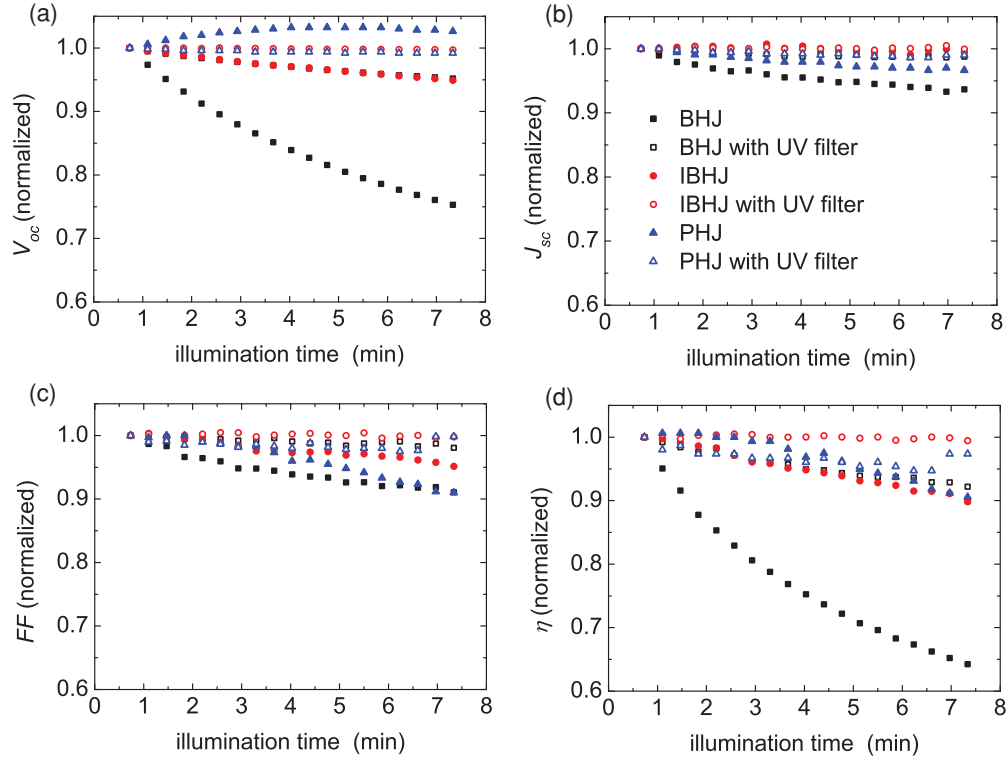 (a)
1.0
0.9
0.8
0.7
0.6
V_oc (normalized)
0 1 2 3 4 5 6 7 8
illumination time (min)
(b)
1.0
0.9
0.8
0.7
0.6
J_sc (normalized)
BHJ
BHJ with UV filter
IBHJ
IBHJ with UV filter
PHJ
PHJ with UV filter
0 1 2 3 4 5 6 7 8
illumination time (min)
(c)
1.0
0.9
0.8
0.7
0.6
FF (normalized)
0 1 2 3 4 5 6 7 8
illumination time (min)
(d)
1.0
0.9
0.8
0.7
0.6
η (normalized)
0 1 2 3 4 5 6 7 8
illumination time (min)